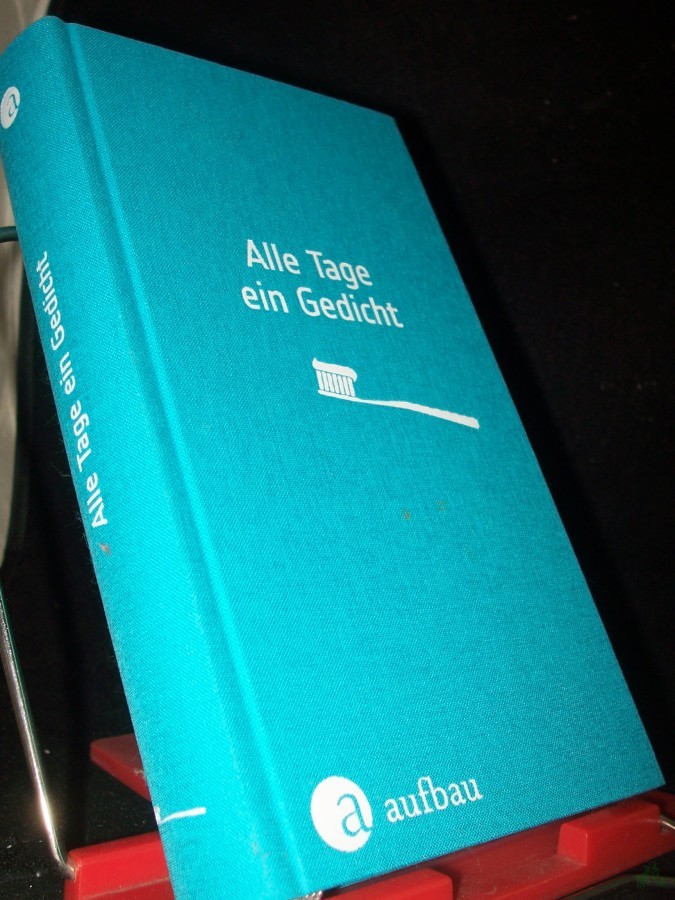 Alle Tage
ein Gedicht
a aufbau
Alle Tage ein Gedicht
a